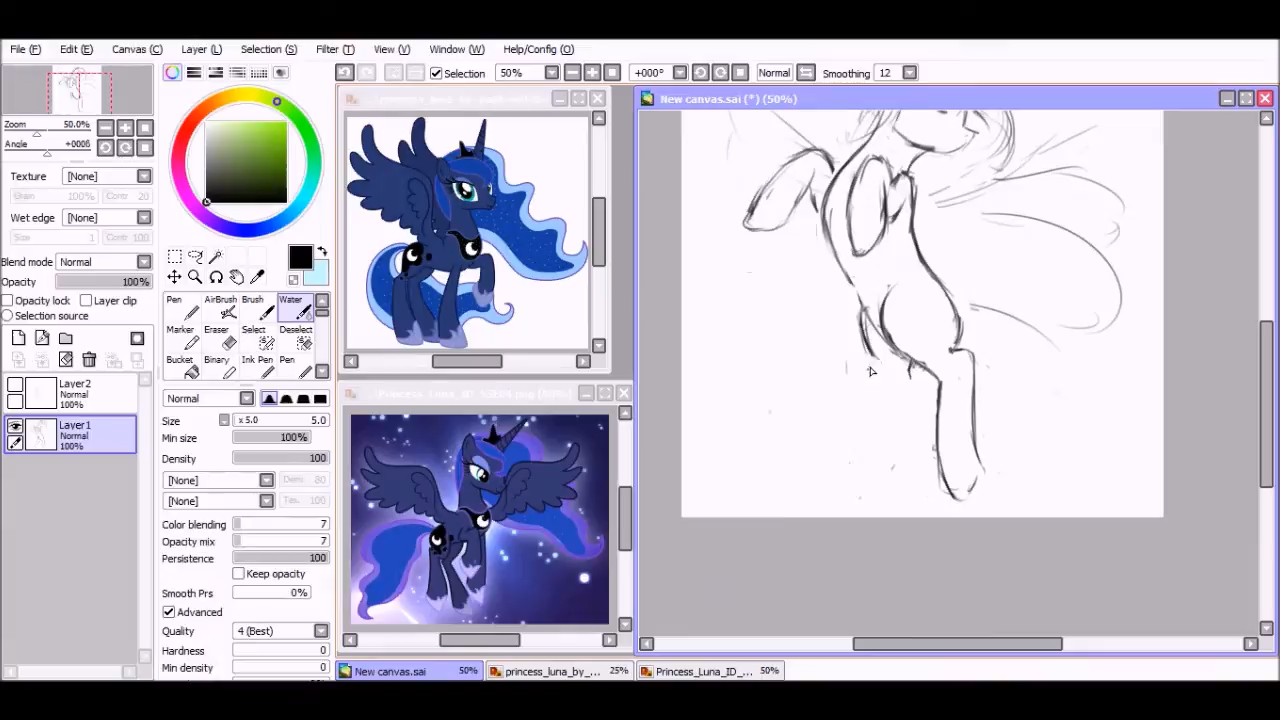 File (F) Edit (E) Canvas (C) Layer (L) Selection (S) Filter (T) View (V) Window (W) Help/Config (O)
Selection 50% +000° Normal Smoothing 12
New canvas.sai (*) (50%)
Zoom 50.0%
Angle
Texture [None]
100%
Wet edge [None]
Size 1 100
Blend mode Normal
Opacity 100%
Opacity lock Layer clip
Selection source
Layer2
Normal
100%
Layer1
Normal
100%
Pen AirBrush Brush Water
Marker Eraser Select Deselect
Bucket Binary Ink Pen Pen
Normal
Size x 5.0 5.0
Min size 100%
Density 100
[None]
[None] 100
Color blending 7
Opacity mix 7
Persistence 100
Keep opacity
Smooth Prs 0%
Advanced
Quality 4 (Best)
Hardness 0
Min density 0
New canvas.sai 50% princess_luna_by_... 25% Princess_Luna_ID_... 50%